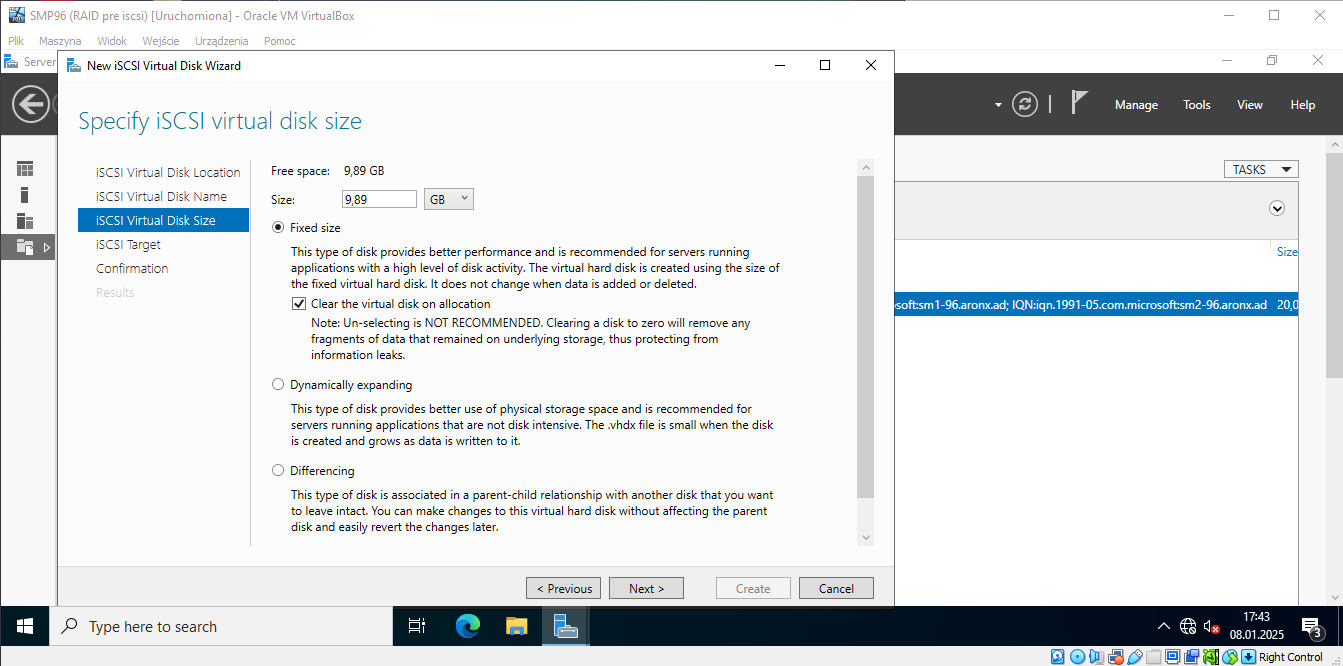 SMP96 (RAID pre iscsi) [Uruchomiona] - Oracle VM VirtualBox
Plik Maszyna Widok Wejście Urządzenia Pomoc
Server
New iSCSI Virtual Disk Wizard
Manage Tools View Help
Specify iSCSI virtual disk size
iSCSI Virtual Disk Location
iSCSI Virtual Disk Name
iSCSI Virtual Disk Size
iSCSI Target
Confirmation
Results
Free space: 9,89 GB
Size: 9,89 GB
Fixed size
This type of disk provides better performance and is recommended for servers running
applications with a high level of disk activity. The virtual hard disk is created using the size of
the fixed virtual hard disk. It does not change when data is added or deleted.
Clear the virtual disk on allocation
Note: Un-selecting is NOT RECOMMENDED. Clearing a disk to zero will remove any
fragments of data that remained on underlying storage, thus protecting from
information leaks.
Dynamically expanding
This type of disk provides better use of physical storage space and is recommended for
servers running applications that are not disk intensive. The .vhdx file is small when the disk
is created and grows as data is written to it.
Differencing
This type of disk is associated in a parent-child relationship with another disk that you want
to leave intact. You can make changes to this virtual hard disk without affecting the parent
disk and easily revert the changes later.
< Previous Next > Create Cancel
TASKS
Size
soft:sm1-96.aronx.ad; IQN:iqn.1991-05.com.microsoft:sm2-96.aronx.ad 20,0
Type here to search
17:43
08.01.2025
3
Right Control